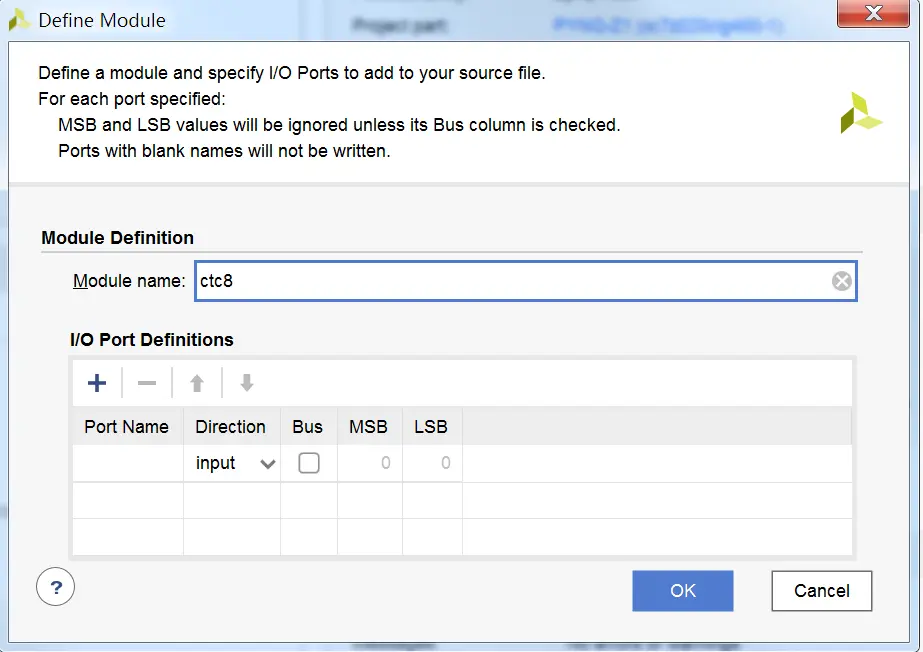 Define Module
Project part:
Define a module and specify I/O Ports to add to your source file.
For each port specified:
MSB and LSB values will be ignored unless its Bus column is checked.
Ports with blank names will not be written.
Module Definition
Module name: ctc8
I/O Port Definitions
Port Name Direction Bus MSB LSB
input 0 0
? OK Cancel